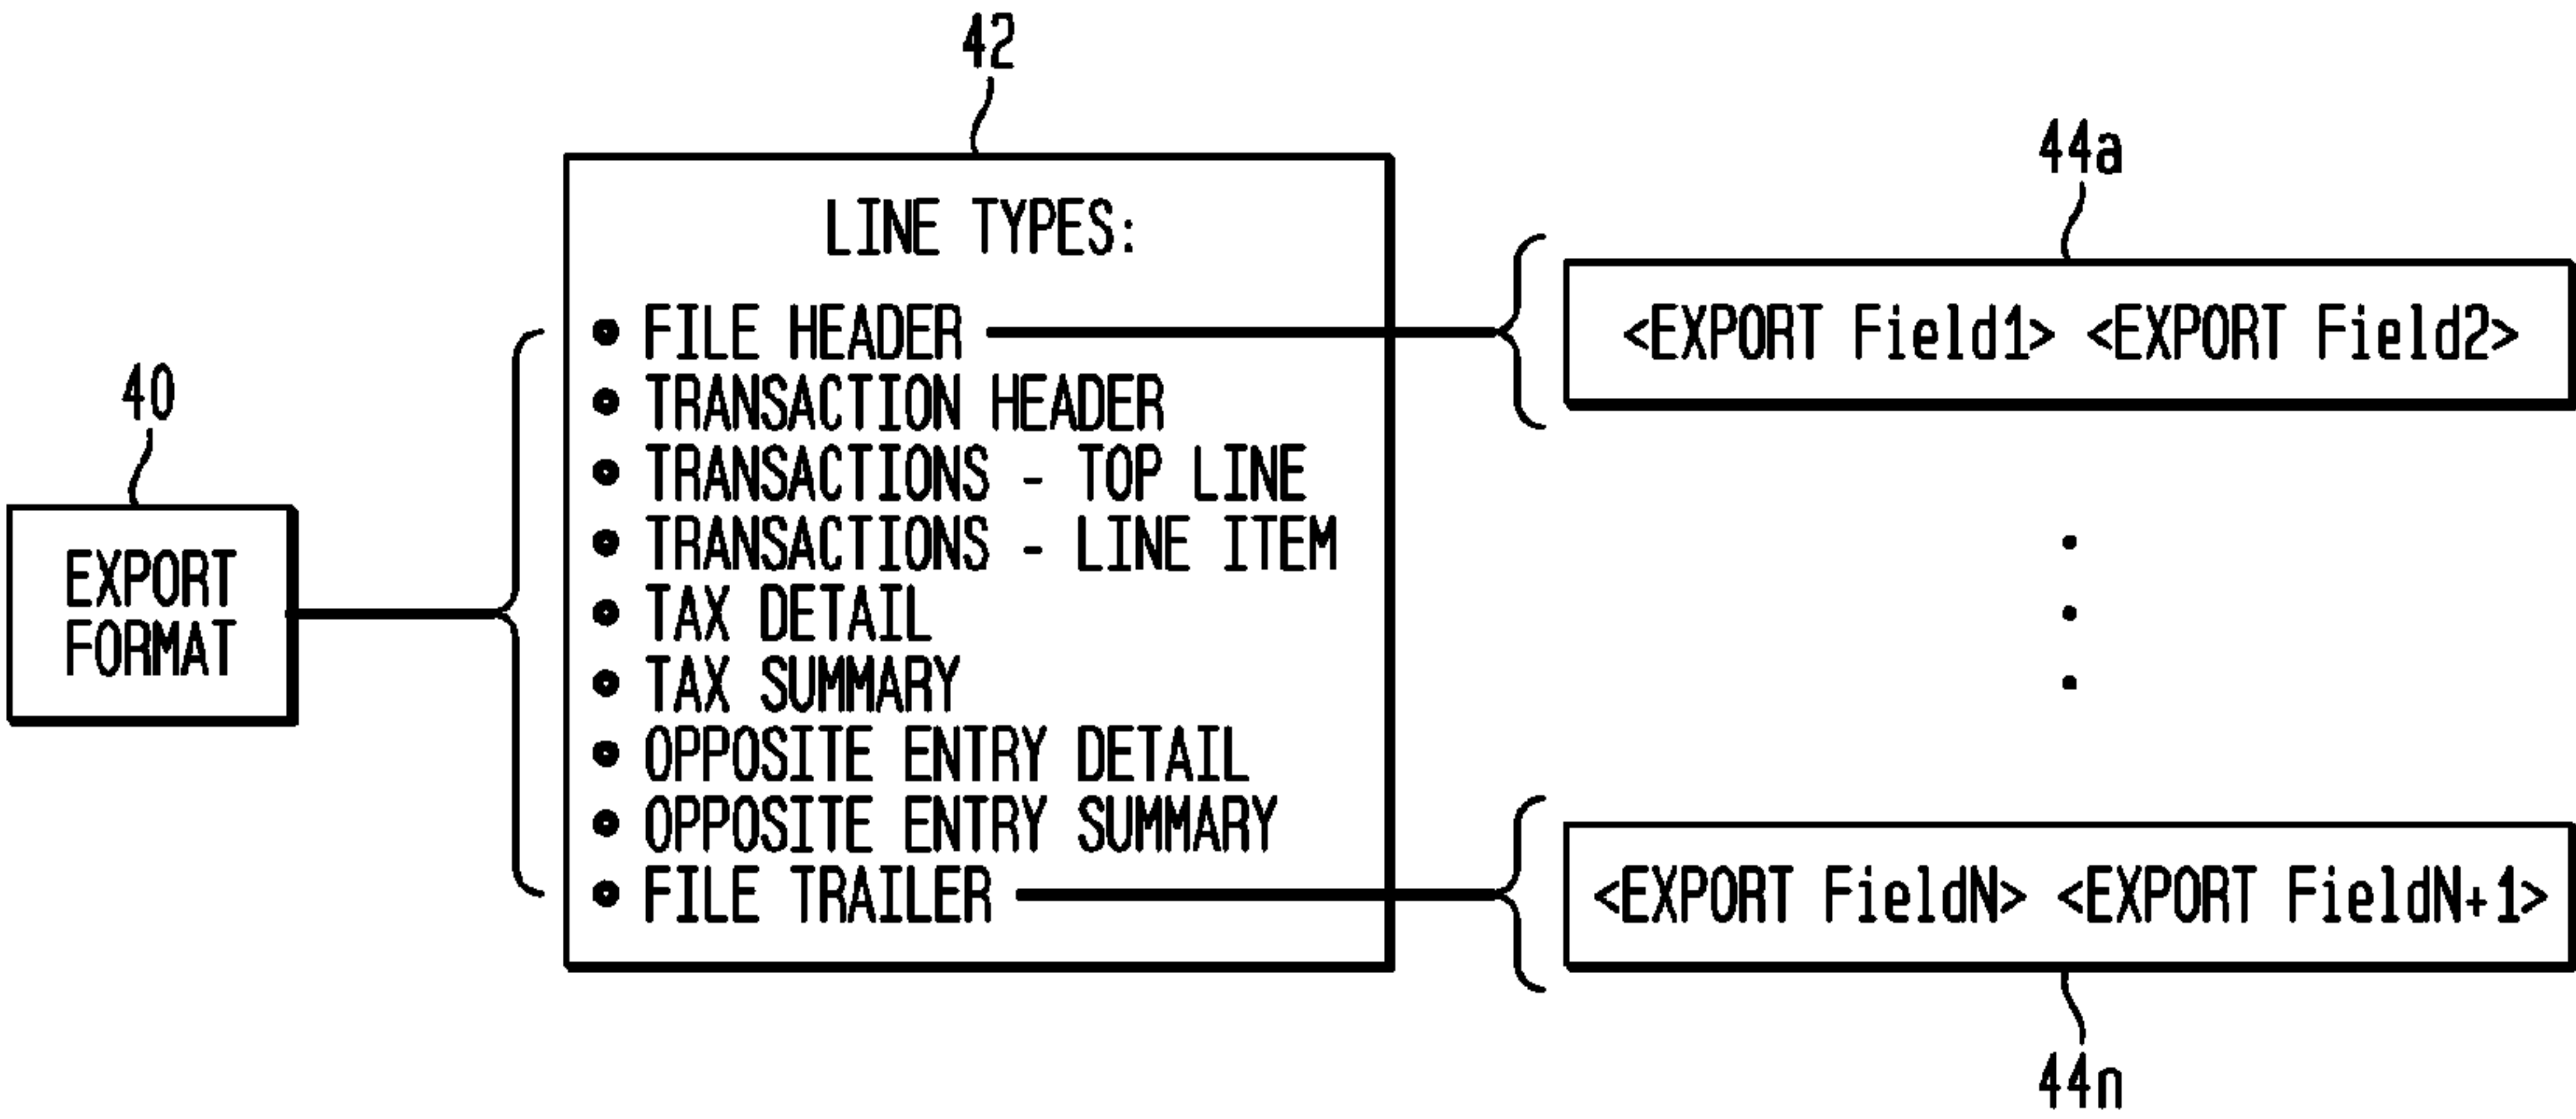 40
EXPORT
FORMAT
42
LINE TYPES:
• FILE HEADER
• TRANSACTION HEADER
• TRANSACTIONS - TOP LINE
• TRANSACTIONS - LINE ITEM
• TAX DETAIL
• TAX SUMMARY
• OPPOSITE ENTRY DETAIL
• OPPOSITE ENTRY SUMMARY
• FILE TRAILER
44a
<EXPORT Field1> <EXPORT Field2>
<EXPORT FieldN> <EXPORT FieldN+1>
44n